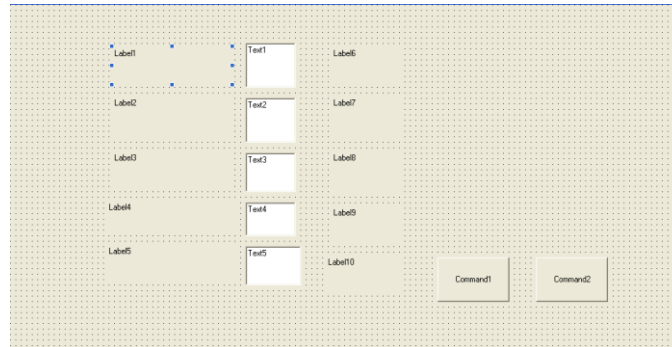 Label1 Text1 Label6
Label2 Text2 Label7
Label3 Text3 Label8
Label4 Text4 Label9
Label5 Text5 Label10
Command1 Command2